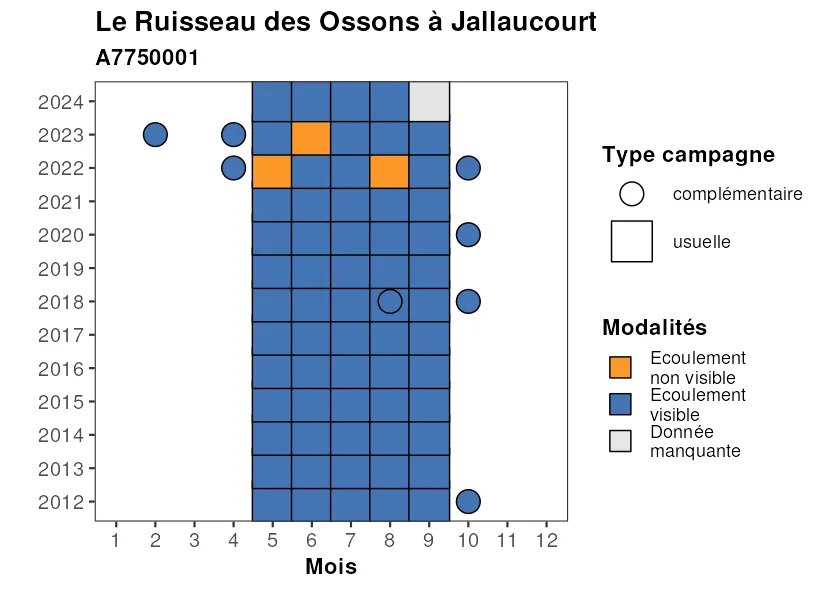 Le Ruisseau des Ossons à Jallaucourt
A7750001
2024
2023
2022
2021
2020
2019
2018
2017
2016
2015
2014
2013
2012
1 2 3 4 5 6 7 8 9 10 11 12
Mois
Type campagne
complémentaire
usuelle
Modalités
Ecoulement
non visible
Ecoulement
visible
Donnée
manquante